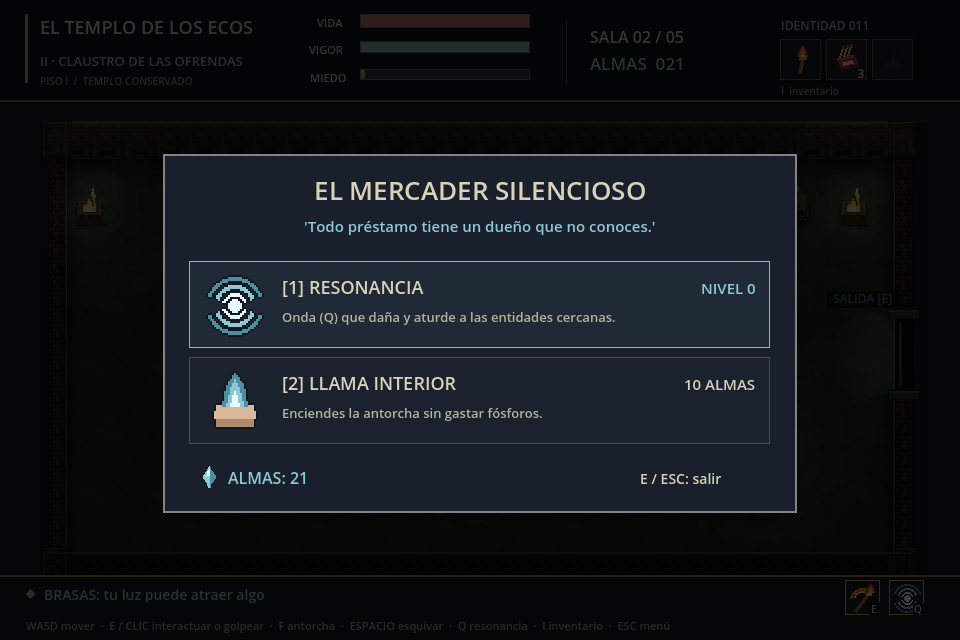 EL TEMPLO DE LOS ECOS
II · CLAUSTRO DE LAS OFRENDAS
PISO I / TEMPLO CONSERVADO
VIDA
VIGOR
MIEDO
SALA 02 / 05
ALMAS 021
IDENTIDAD 011
3
I inventario
EL MERCADER SILENCIOSO
'Todo préstamo tiene un dueño que no conoces.'
[1] RESONANCIA
NIVEL 0
Onda (Q) que daña y aturde a las entidades cercanas.
[2] LLAMA INTERIOR
10 ALMAS
Enciendes la antorcha sin gastar fósforos.
ALMAS: 21
E / ESC: salir
SALIDA [E]
BRASAS: tu luz puede atraer algo
E
Q
WASD mover · E / CLIC interactuar o golpear · F antorcha · ESPACIO esquivar · Q resonancia · I inventario · ESC menú